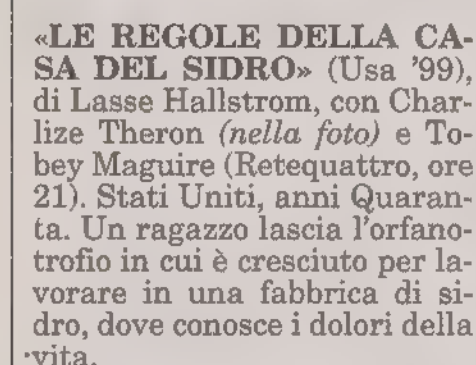 «LE REGOLE DELLA CA-
SA DEL SIDRO» (Usa '99),
di Lasse Hallstrom, con Char-
lize Theron (nella foto) e To-
bey Maguire (Retequattro, ore
21). Stati Uniti, anni Quaran-
ta. Un ragazzo lascia l'orfano-
trofio in cui è cresciuto per la-
vorare in una fabbrica di si-
dro, dove conosce i dolori della
vita.